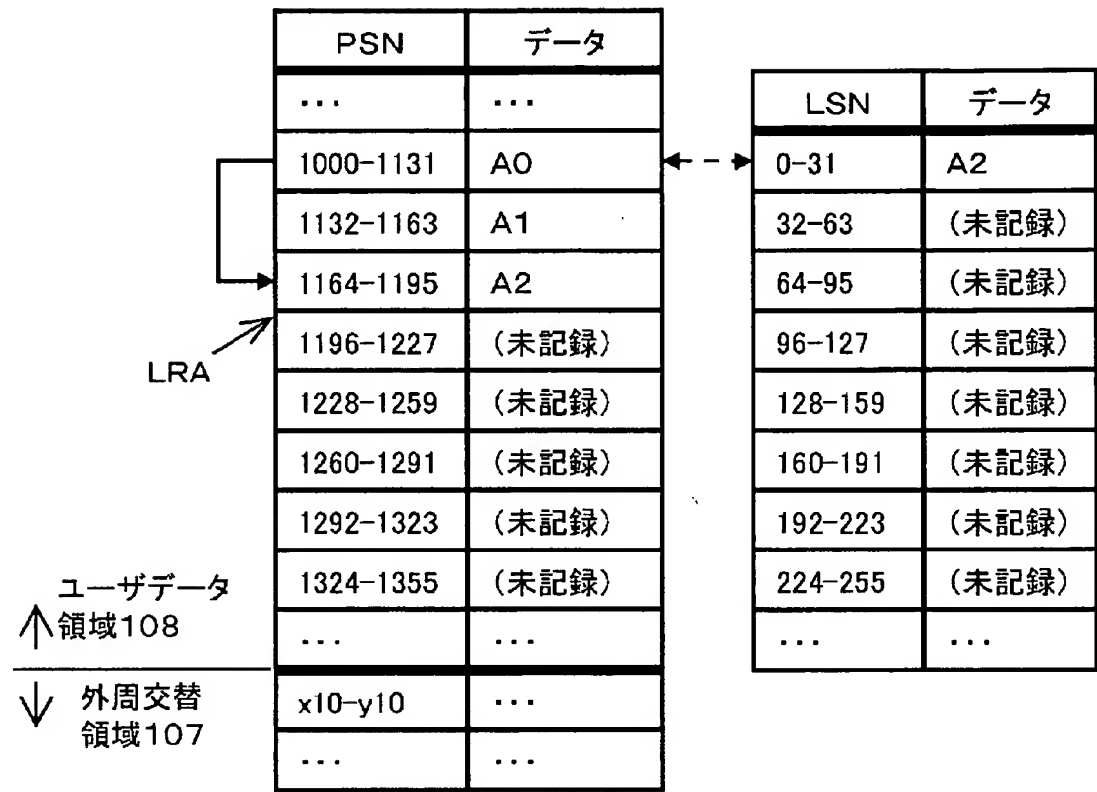 PSN データ
... ...
1000-1131 A0
1132-1163 A1
1164-1195 A2
1196-1227 (未記録)
1228-1259 (未記録)
1260-1291 (未記録)
1292-1323 (未記録)
1324-1355 (未記録)
... ...
x10-y10 ...
... ...
LRA
ユーザデータ
領域108
外周交替
領域107
LSN データ
0-31 A2
32-63 (未記録)
64-95 (未記録)
96-127 (未記録)
128-159 (未記録)
160-191 (未記録)
192-223 (未記録)
224-255 (未記録)
... ...